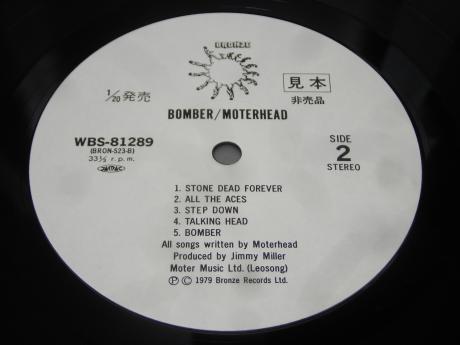 BRONZE
1/20発売
見本
非売品
BOMBER/MOTERHEAD
WBS-81289
(BRON-523-B)
33⅓ r.p.m.
SIDE
2
STEREO
1. STONE DEAD FOREVER
2. ALL THE ACES
3. STEP DOWN
4. TALKING HEAD
5. BOMBER
All songs written by Moterhead
Produced by Jimmy Miller
Moter Music Ltd. (Leosong)
Ⓟ © 1979 Bronze Records Ltd.